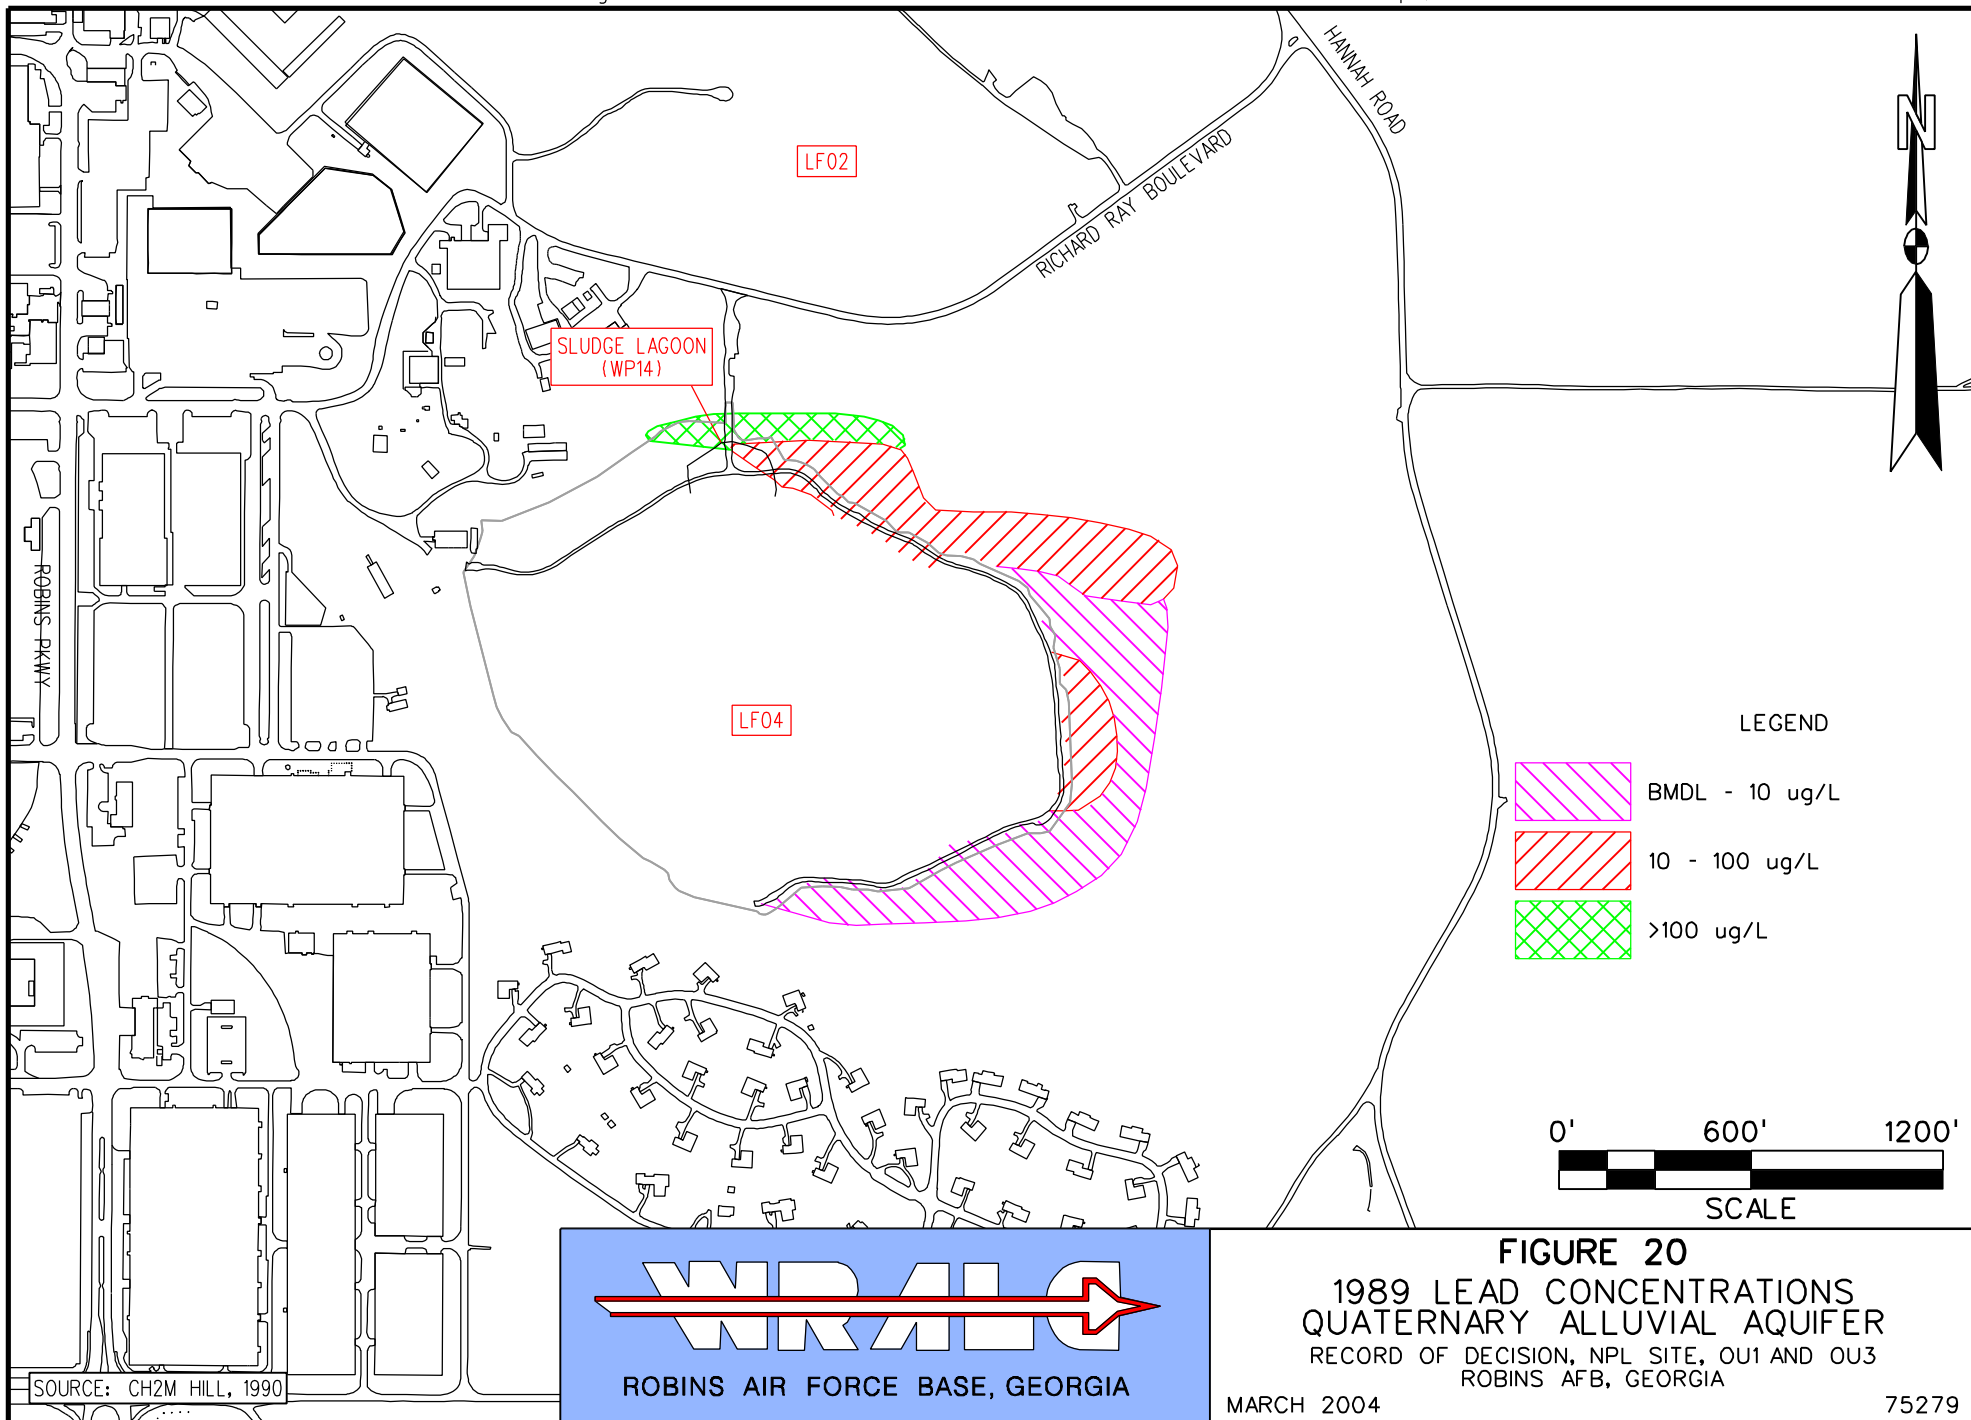 HANNAH ROAD
LF02
RICHARD RAY BOULEVARD
N
SLUDGE LAGOON
(WP14)
ROBINS PKWY
LF04
LEGEND
BMDL - 10 ug/L
10 - 100 ug/L
>100 ug/L
0' 600' 1200'
SCALE
SOURCE: CH2M HILL, 1990
WRALC
ROBINS AIR FORCE BASE, GEORGIA
FIGURE 20
1989 LEAD CONCENTRATIONS
QUATERNARY ALLUVIAL AQUIFER
RECORD OF DECISION, NPL SITE, OU1 AND OU3
ROBINS AFB, GEORGIA
MARCH 2004 75279